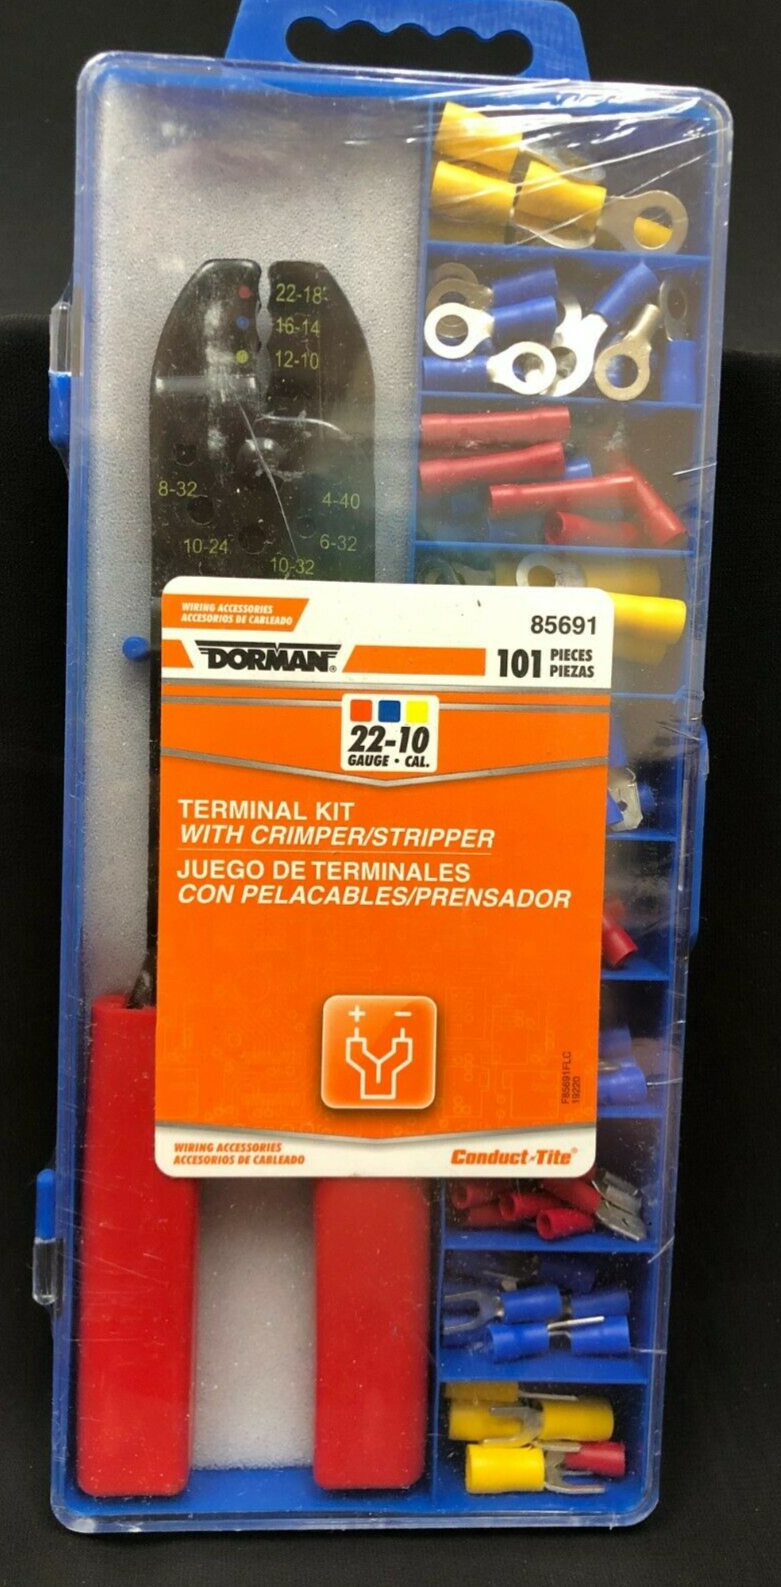 22-18
16-14
12-10
8-32
4-40
10-24
6-32
10-32
WIRING ACCESSORIES
ACCESORIOS DE CABLEADO
85691
DORMAN®
101 PIECES
PIEZAS
22-10
GAUGE • CAL.
TERMINAL KIT
WITH CRIMPER/STRIPPER
JUEGO DE TERMINALES
CON PELACABLES/PRENSADOR
+ −
F85691FLC
19220
WIRING ACCESSORIES
ACCESORIOS DE CABLEADO
Conduct-Tite®